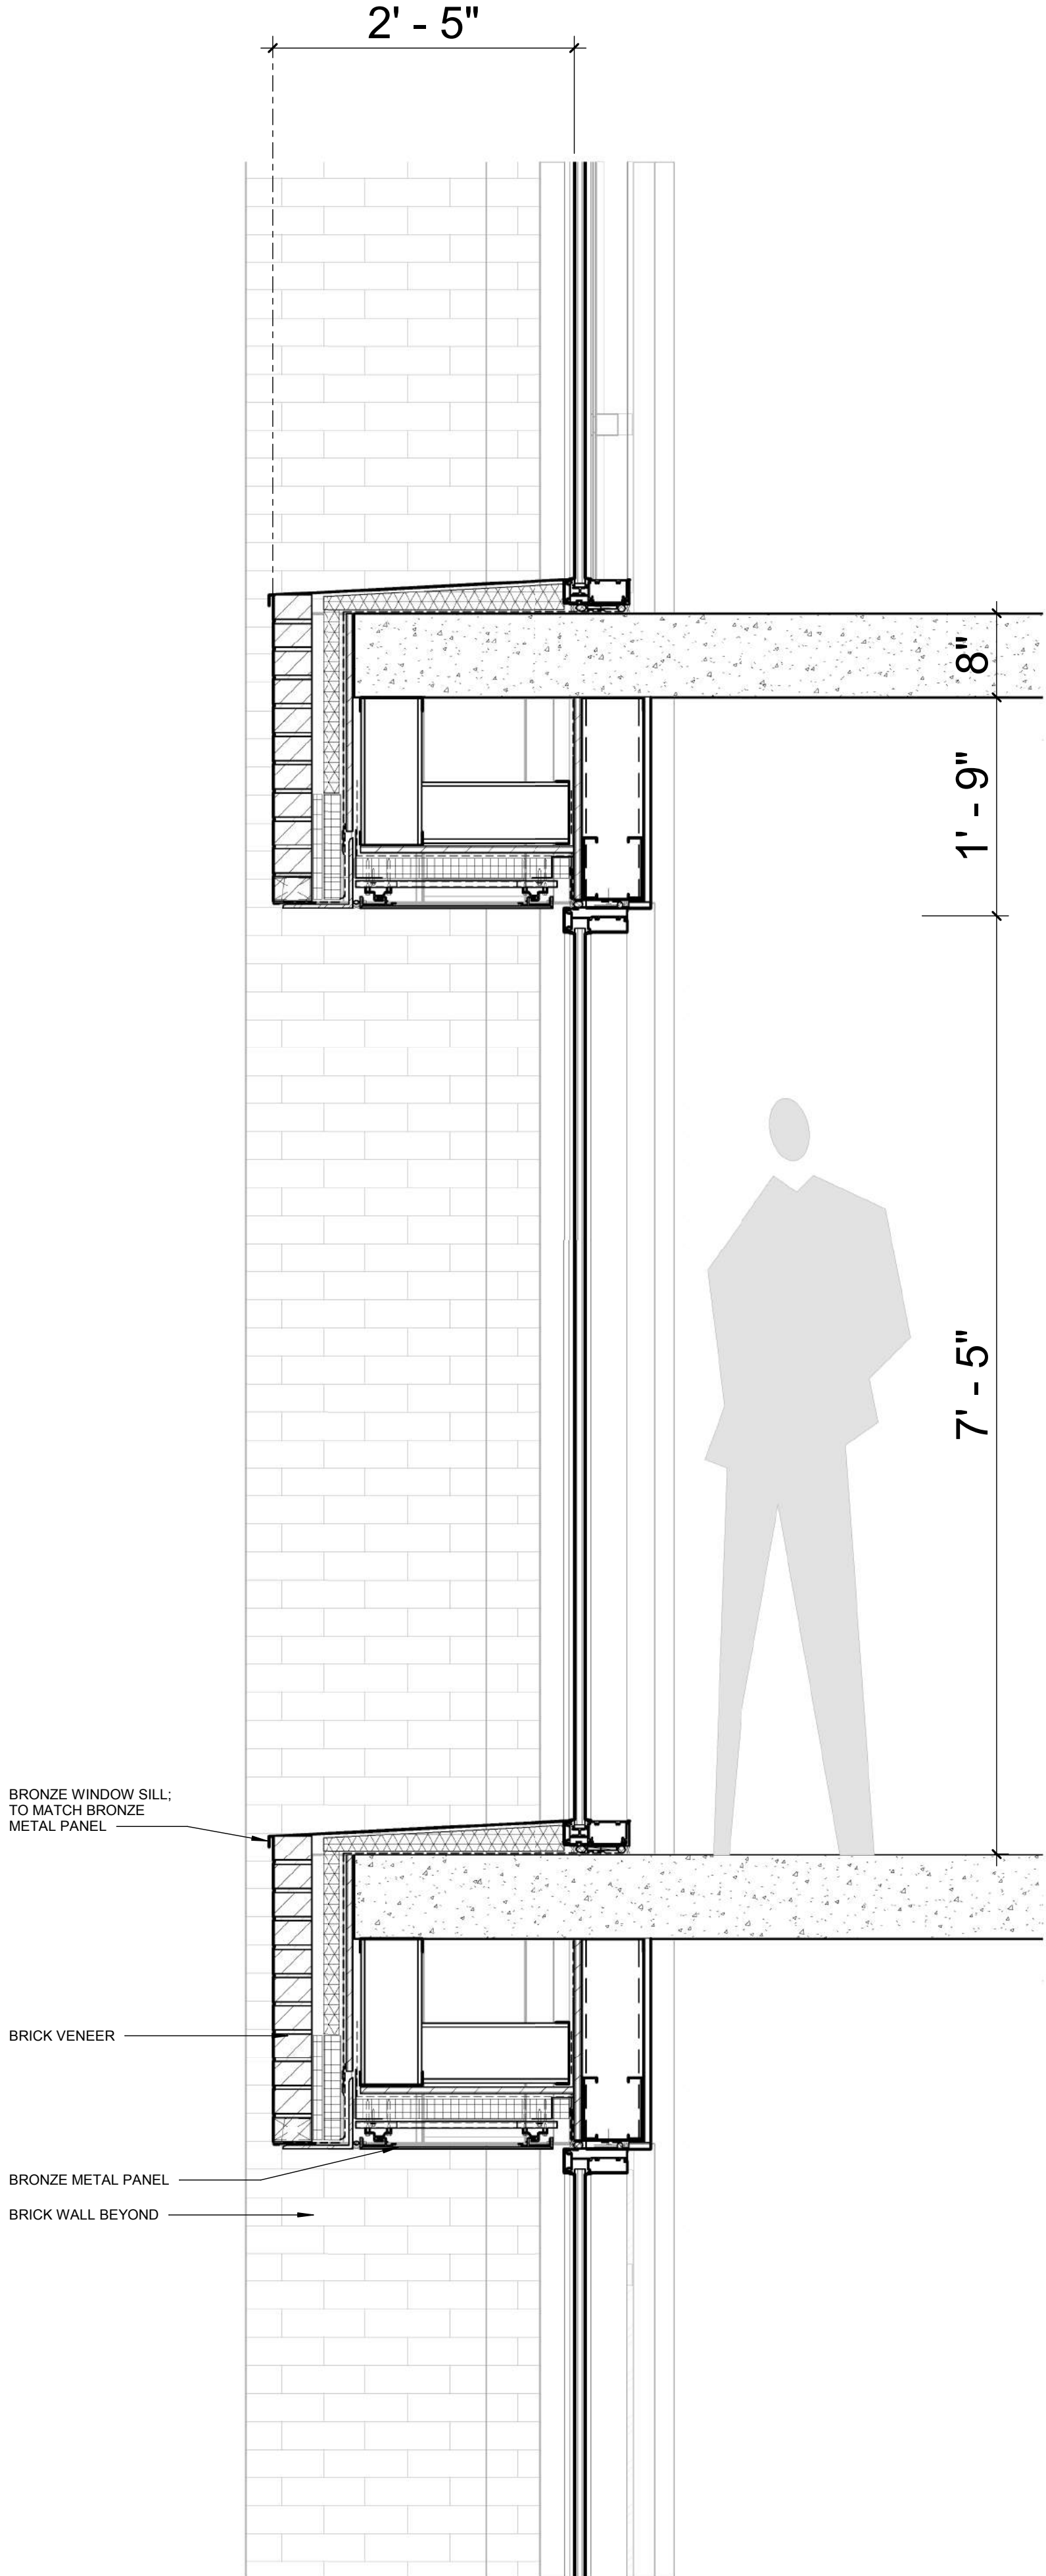 2' - 5"
8"
1' - 9"
7' - 5"
BRONZE WINDOW SILL;
TO MATCH BRONZE
METAL PANEL
BRICK VENEER
BRONZE METAL PANEL
BRICK WALL BEYOND